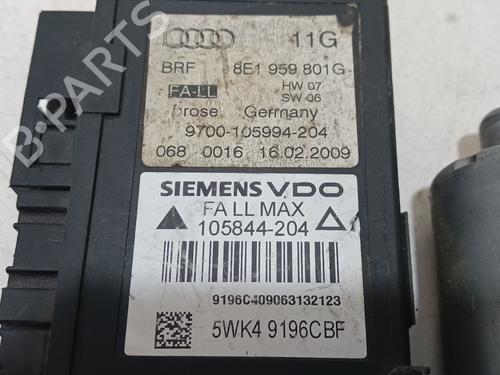 11G
BRF 8E1 959 801G
FA-LL HW 07
SW 06
brose Germany
9700-105994-204
068 0016 16.02.2009
SIEMENS VDO
FA LL MAX
105844-204
9196C409063132123
5WK4 9196CBF